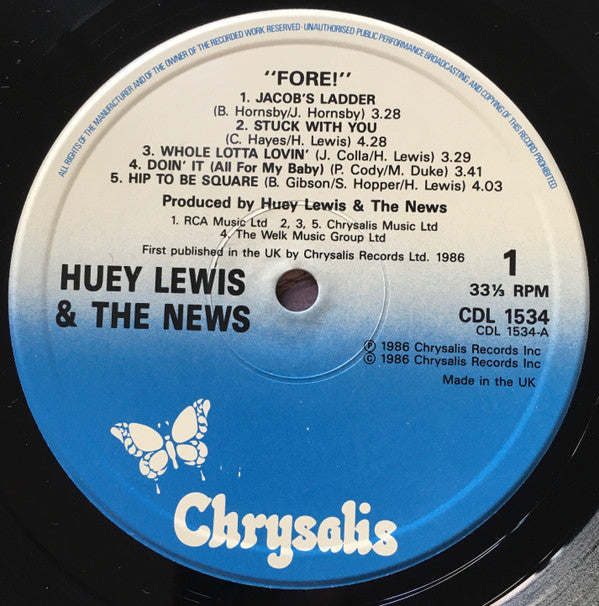 ALL RIGHTS OF THE MANUFACTURER AND OF THE OWNER OF THE RECORDED WORK RESERVED · UNAUTHORISED PUBLIC PERFORMANCE BROADCASTING AND COPYING OF THIS RECORD PROHIBITED
"FORE!"
1. JACOB'S LADDER
(B. Hornsby/J. Hornsby) 3.28
2. STUCK WITH YOU
(C. Hayes/H. Lewis) 4.28
3. WHOLE LOTTA LOVIN' (J. Colla/H. Lewis) 3.29
4. DOIN' IT (All For My Baby) (P. Cody/M. Duke) 3.41
5. HIP TO BE SQUARE (B. Gibson/S. Hopper/H. Lewis) 4.03
Produced by Huey Lewis & The News
1. RCA Music Ltd   2, 3, 5. Chrysalis Music Ltd
4. The Welk Music Group Ltd
First published in the UK by Chrysalis Records Ltd. 1986
HUEY LEWIS
& THE NEWS
1
33⅓ RPM
CDL 1534
CDL 1534-A
℗ 1986 Chrysalis Records Inc
© 1986 Chrysalis Records Inc
Made in the UK
Chrysalis